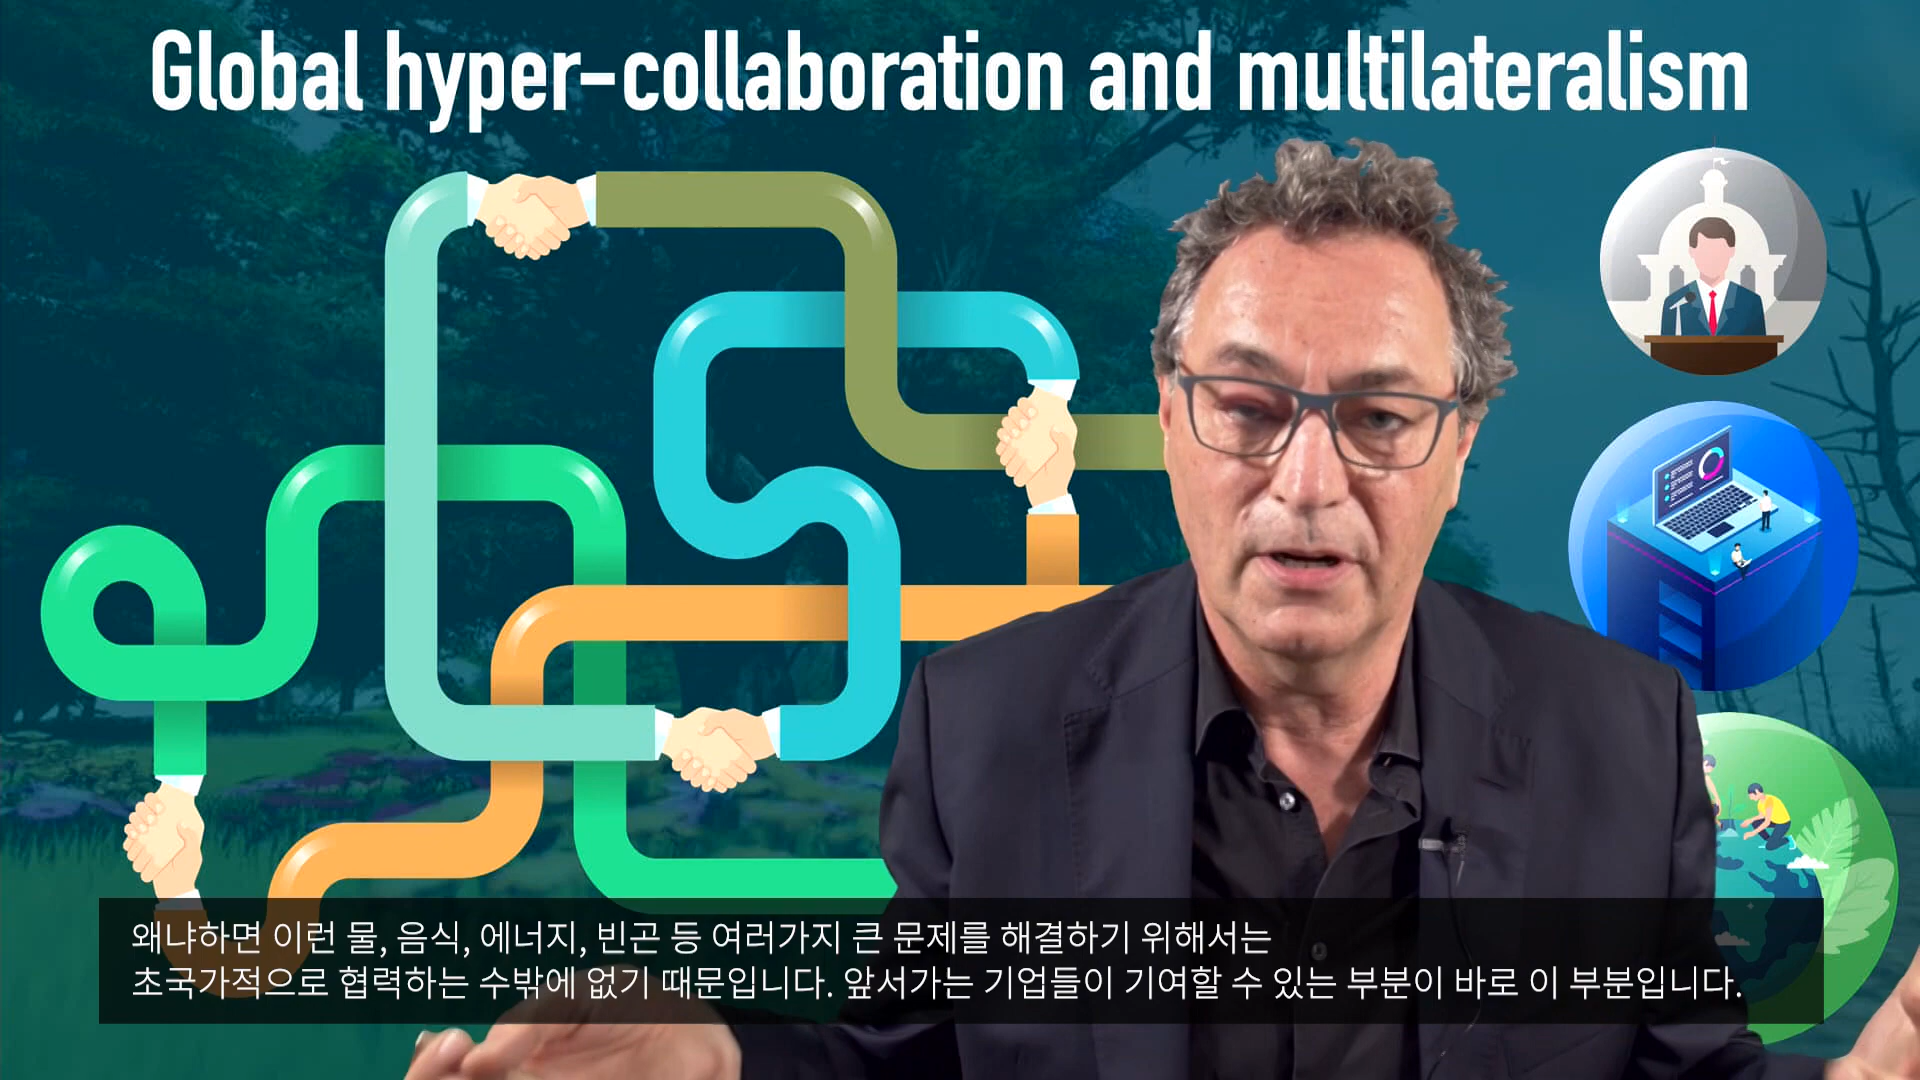 Global hyper-collaboration and multilateralism
왜냐하면 이런 물, 음식, 에너지, 빈곤 등 여러가지 큰 문제를 해결하기 위해서는
초국가적으로 협력하는 수밖에 없기 때문입니다. 앞서가는 기업들이 기여할 수 있는 부분이 바로 이 부분입니다.